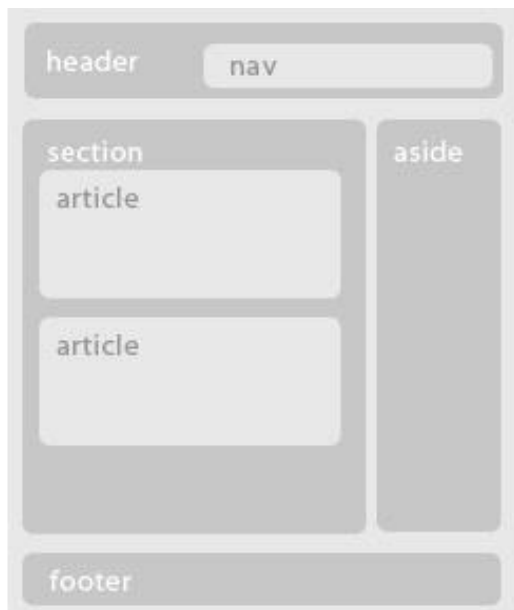 header
nav
section
aside
article
article
footer